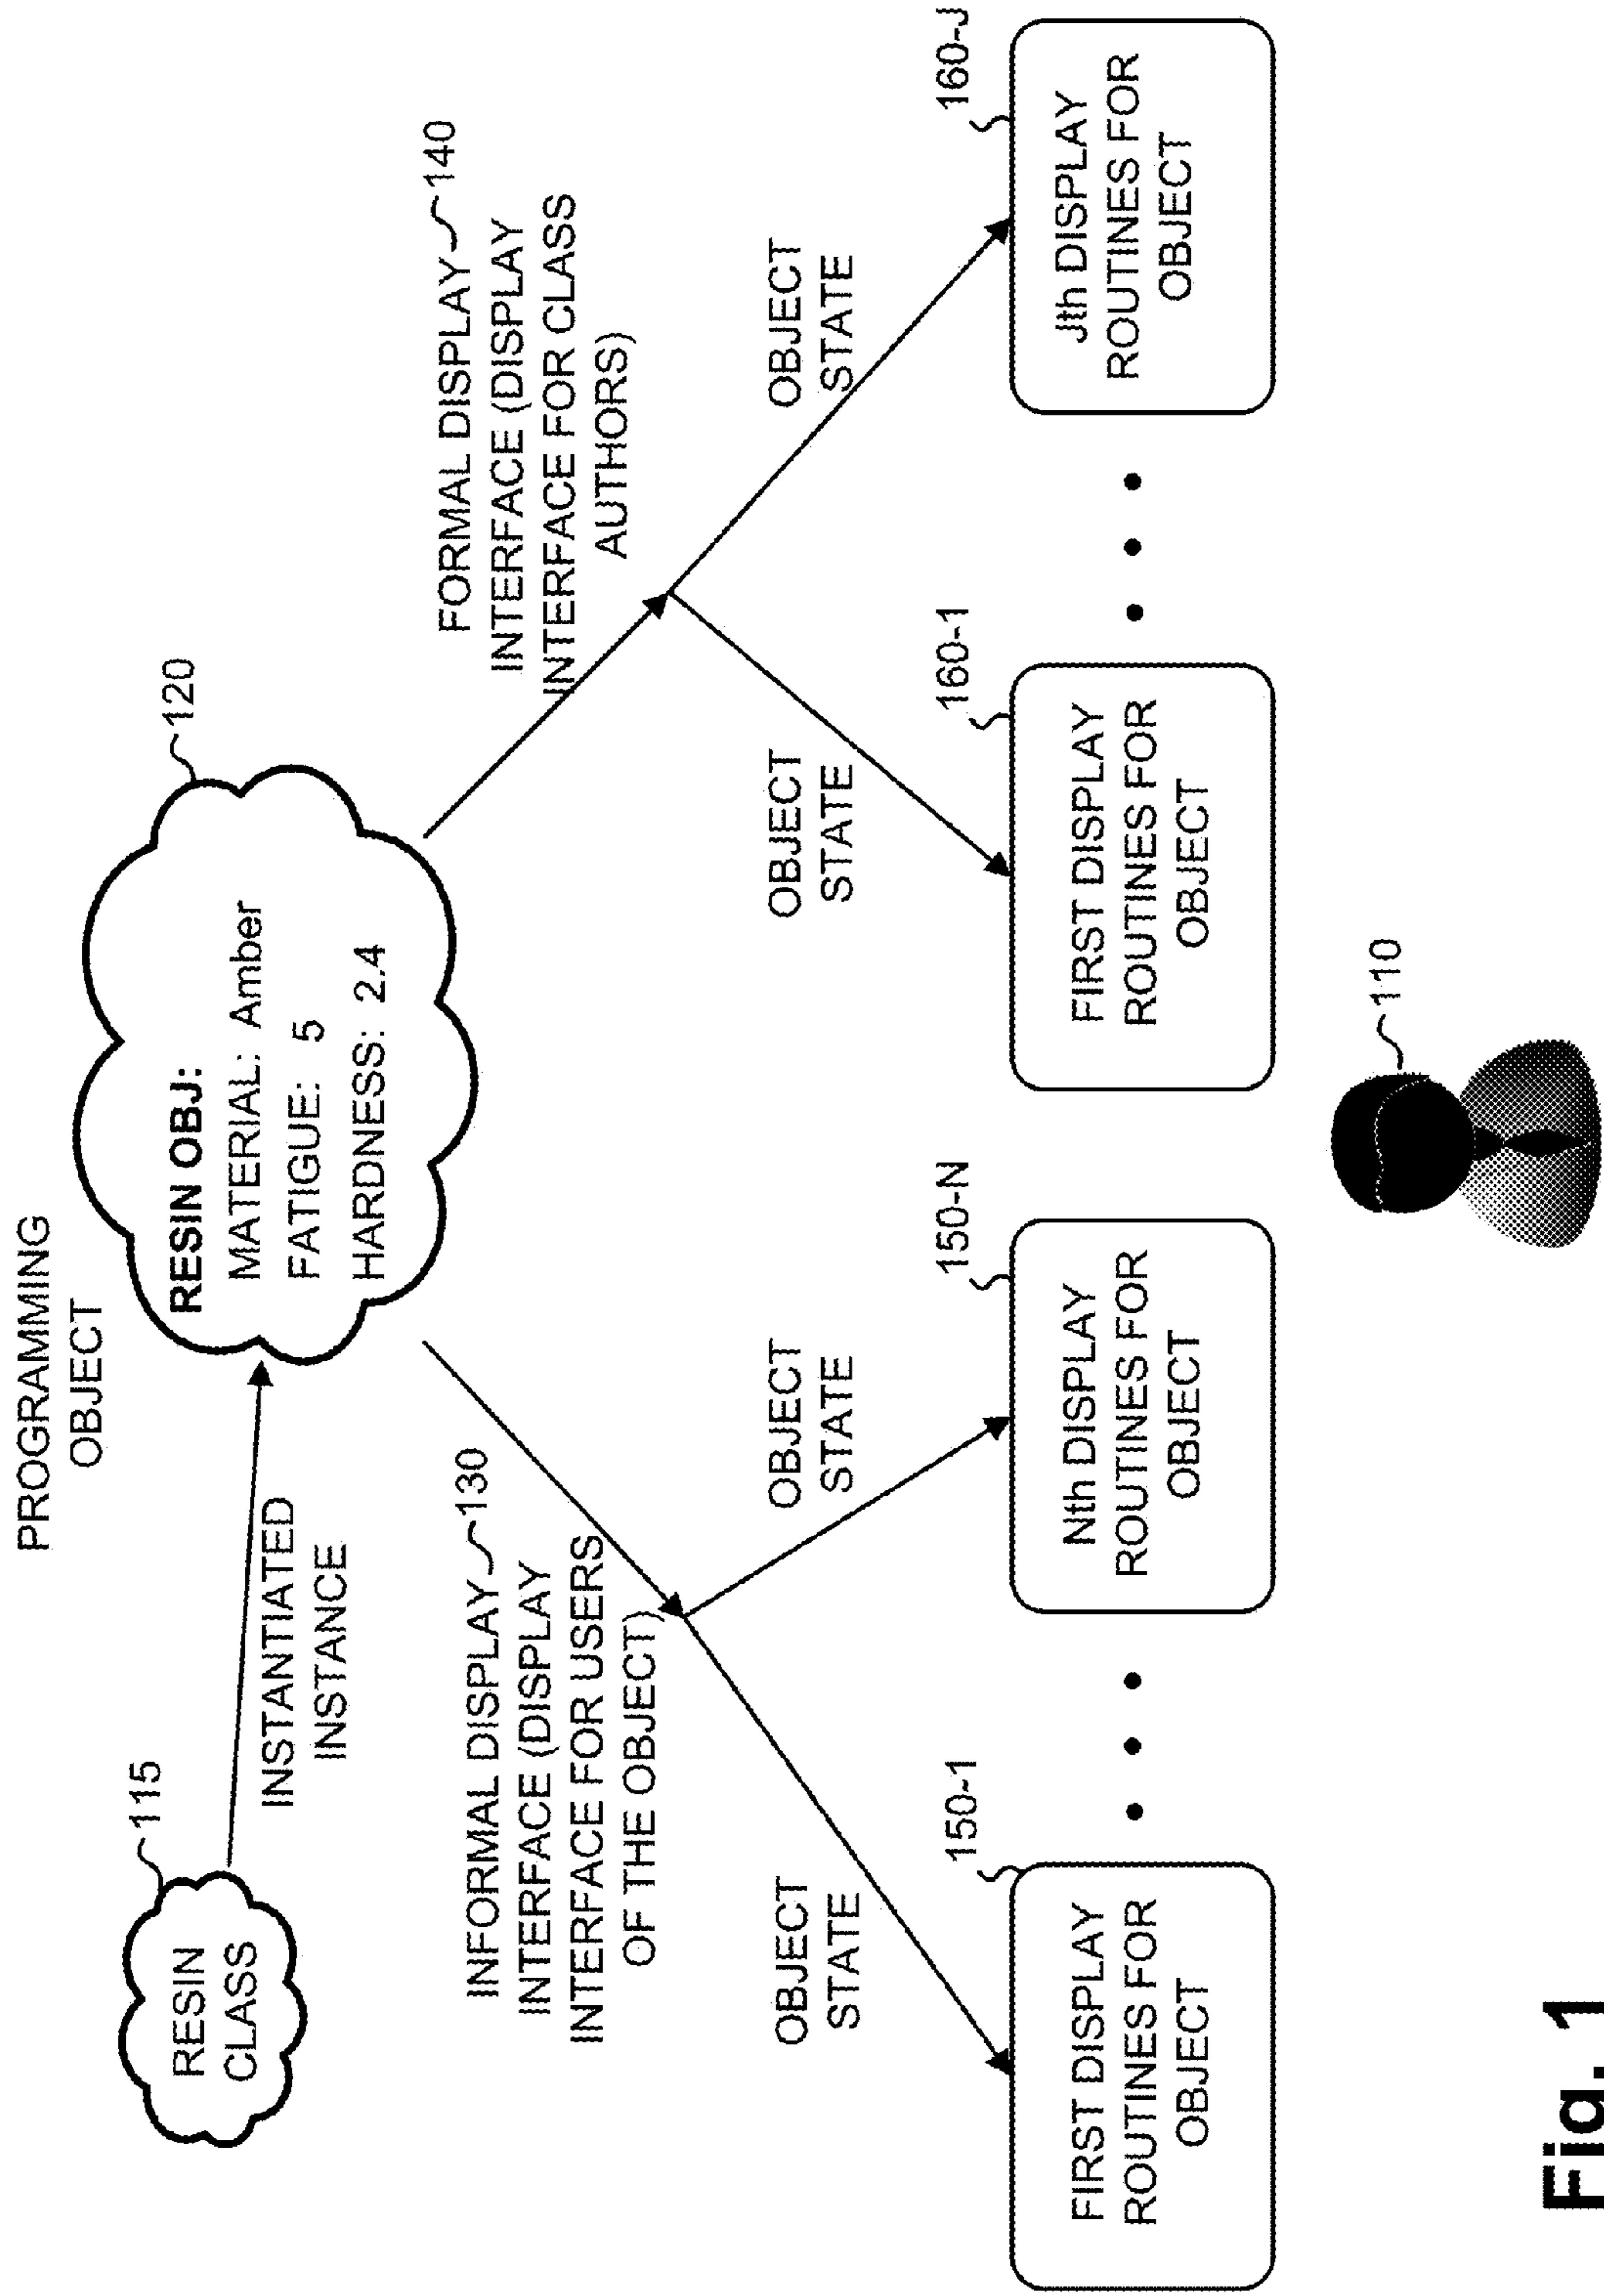 PROGRAMMING
OBJECT
115
RESIN
CLASS
INSTANTIATED
INSTANCE
120
RESIN OBJ:
MATERIAL: Amber
FATIGUE: 5
HARDNESS: 2.4
INFORMAL DISPLAY 130
INTERFACE (DISPLAY
INTERFACE FOR USERS
OF THE OBJECT)
FORMAL DISPLAY 140
INTERFACE (DISPLAY
INTERFACE FOR CLASS
AUTHORS)
OBJECT
STATE
OBJECT
STATE
OBJECT
STATE
OBJECT
STATE
150-1
FIRST DISPLAY
ROUTINES FOR
OBJECT
150-N
Nth DISPLAY
ROUTINES FOR
OBJECT
160-1
FIRST DISPLAY
ROUTINES FOR
OBJECT
160-J
Jth DISPLAY
ROUTINES FOR
OBJECT
110
Fig. 1